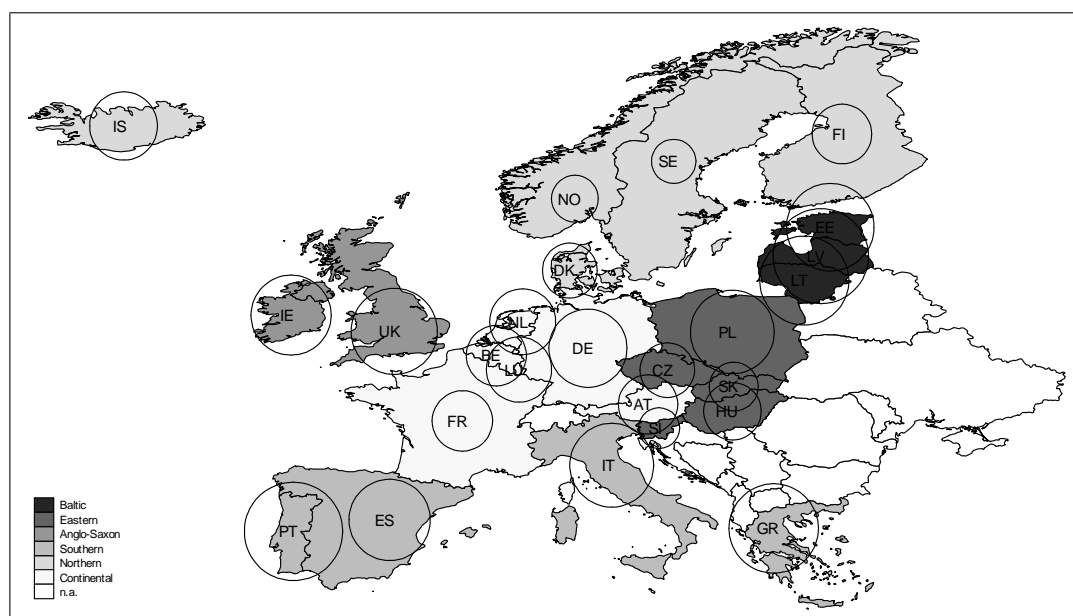 IS
FI
SE
NO
EE
LV
LT
DK
IE
UK
NL
BE
LU
DE
PL
CZ
SK
AT
HU
SI
FR
IT
PT
ES
GR
Baltic
Eastern
Anglo-Saxon
Southern
Northern
Continental
n.a.